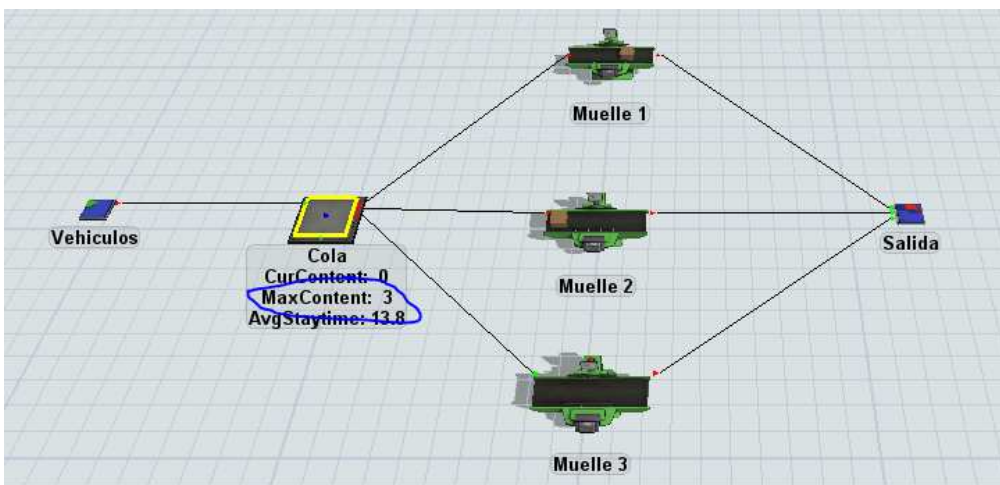 Muelle 1
Vehiculos
Cola
CurContent: 0
MaxContent: 3
AvgStaytime: 13.8
Muelle 2
Salida
Muelle 3